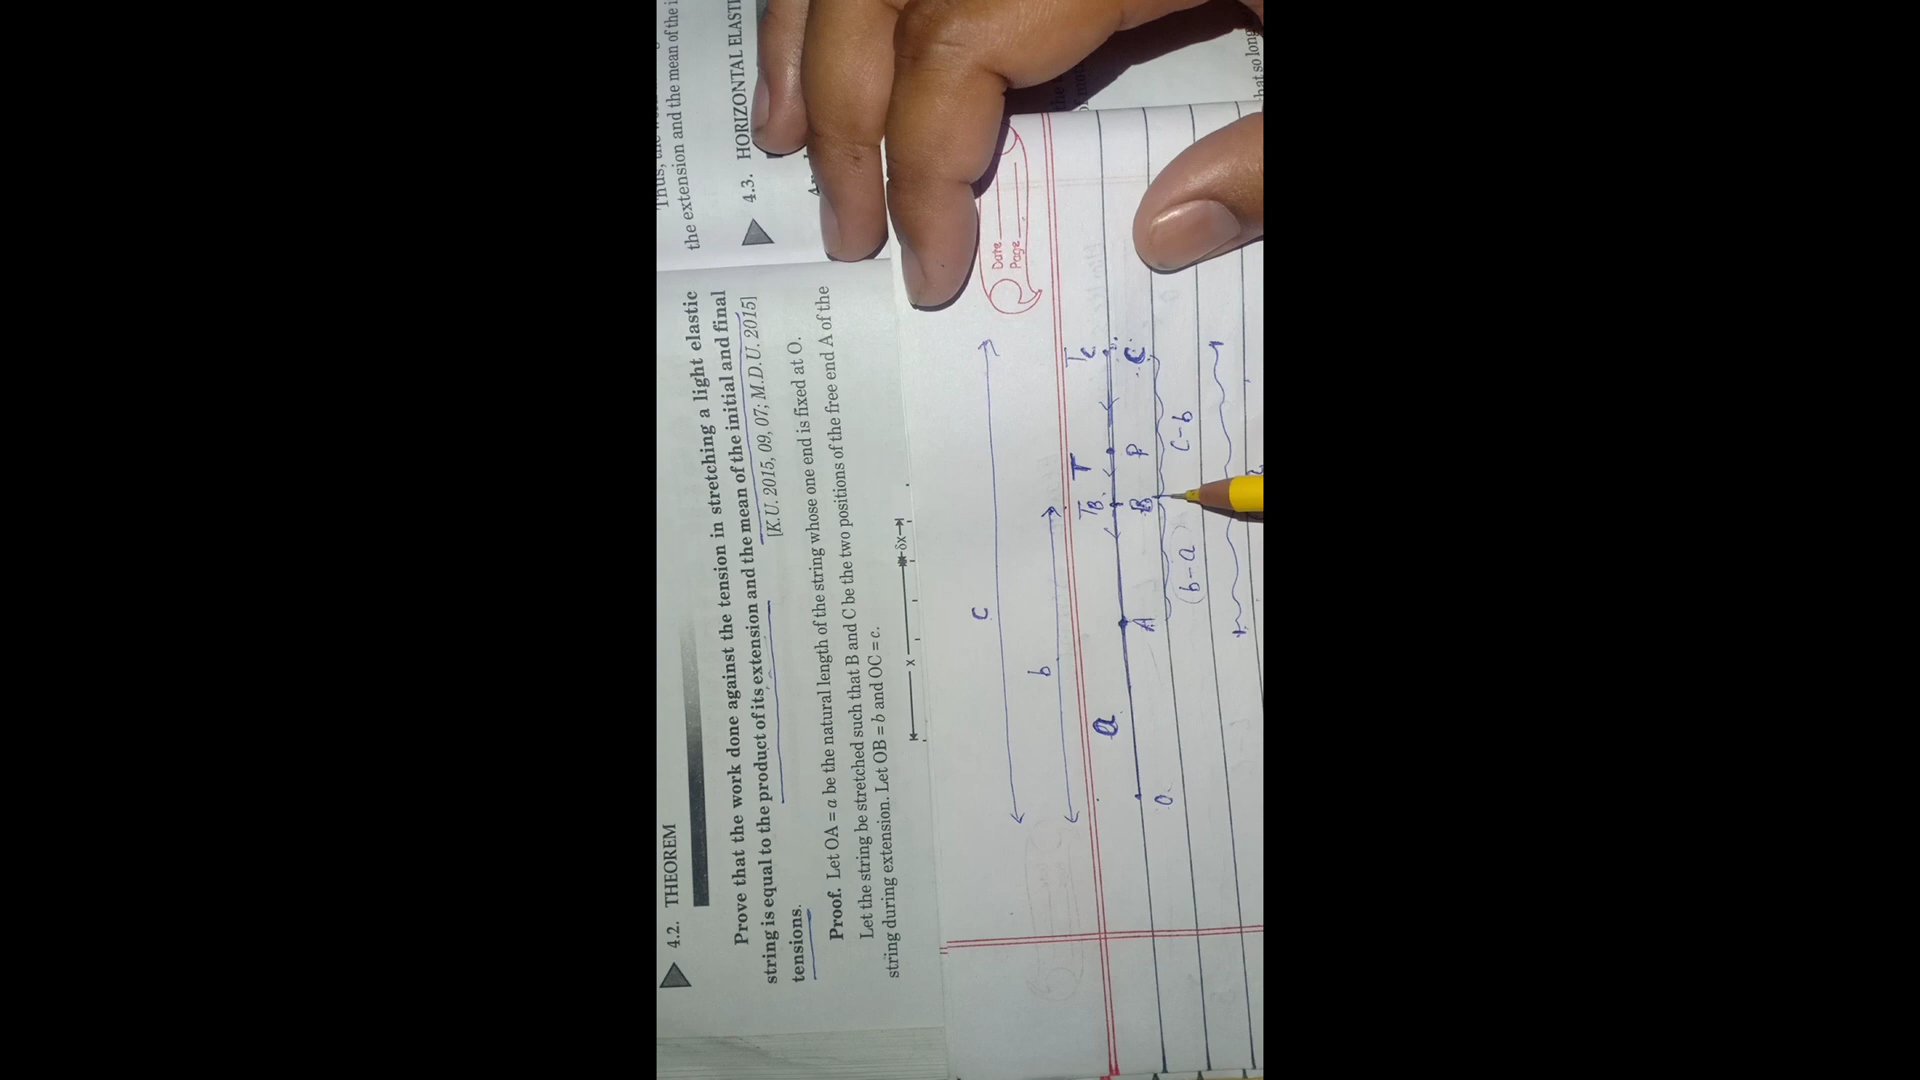 the extension and the mean of the
4.3. HORIZONTAL
4.2. THEOREM
Prove that the work done against the tension in stretching a light elastic
string is equal to the product of its extension and the mean of the initial and final
tensions.
[K.U. 2015, 09, 07; M.D.U. 2015]
Proof. Let OA = a be the natural length of the string whose one end is fixed at O.
Let the string be stretched such that B and C be the two positions of the free end A of the
string during extension. Let OB = b and OC = c.
x δx
Date
Page
c
b
a T_B T T_C
O A B P C
(b-a) c-b
hat so long